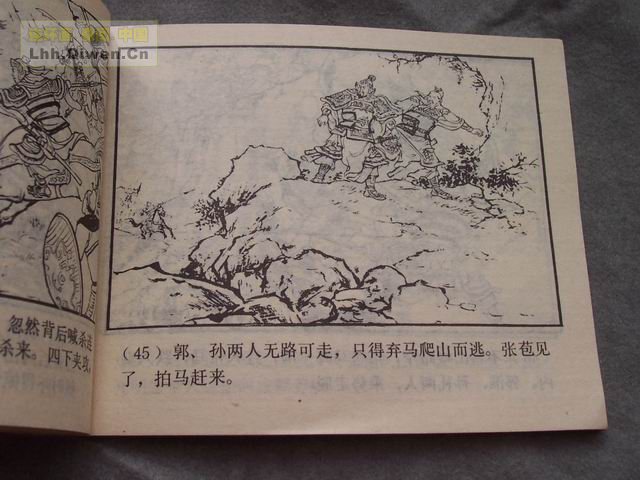 Lhh.Qiwen.Cn
忽然背后喊杀连
杀来。四下夹攻,
(45) 郭、孙两人无路可走，只得弃马爬山而逃。张苞见
了，拍马赶来。